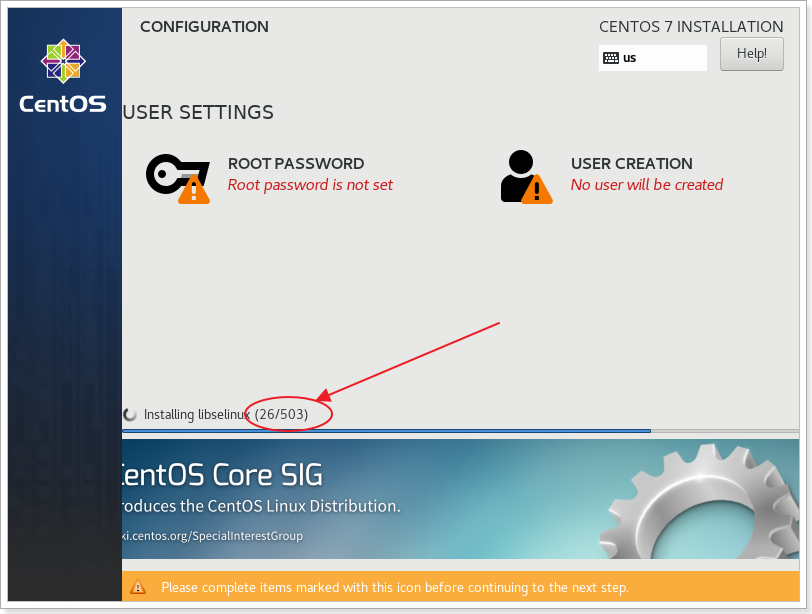 CONFIGURATION
CENTOS 7 INSTALLATION
us
Help!
CentOS
USER SETTINGS
ROOT PASSWORD
Root password is not set
USER CREATION
No user will be created
Installing libselinux (26/503)
CentOS Core SIG
roduces the CentOS Linux Distribution.
ki.centos.org/SpecialInterestGroup
Please complete items marked with this icon before continuing to the next step.